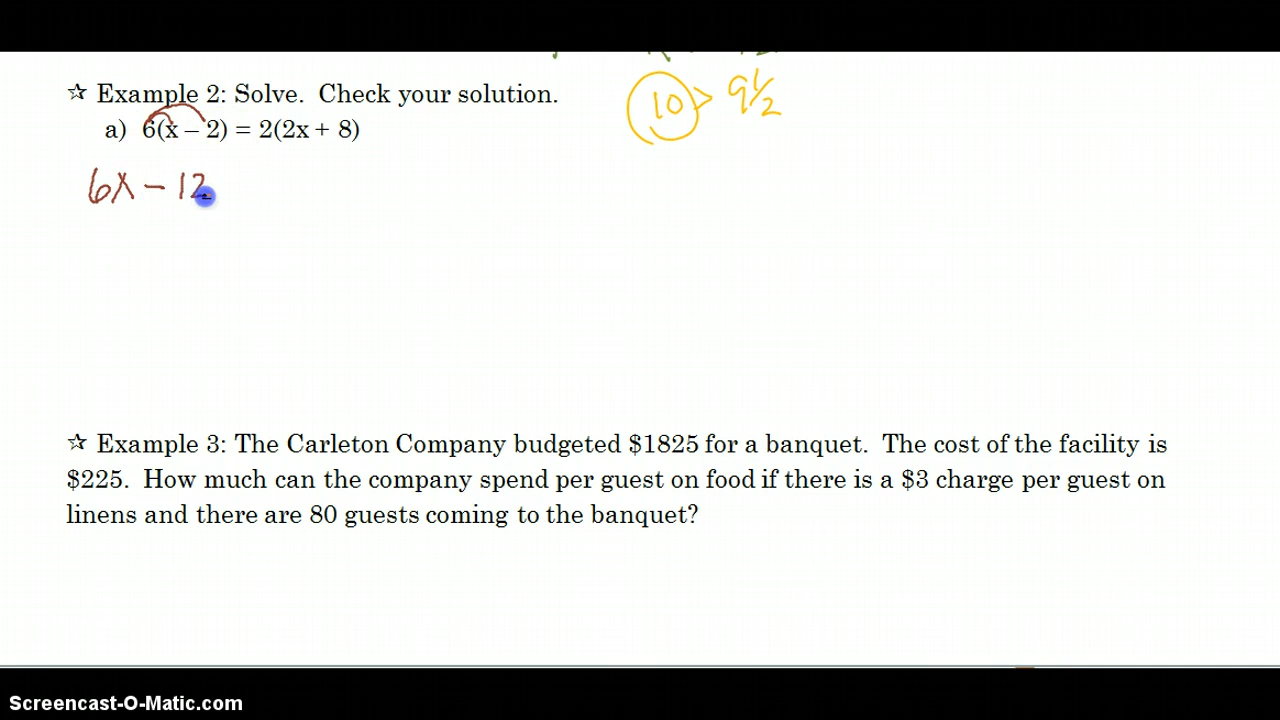 ☆ Example 2: Solve. Check your solution.
10 > 9 1/2
a) 6(x – 2) = 2(2x + 8)
6x – 12
☆ Example 3: The Carleton Company budgeted $1825 for a banquet. The cost of the facility is
$225. How much can the company spend per guest on food if there is a $3 charge per guest on
linens and there are 80 guests coming to the banquet?
Screencast-O-Matic.com